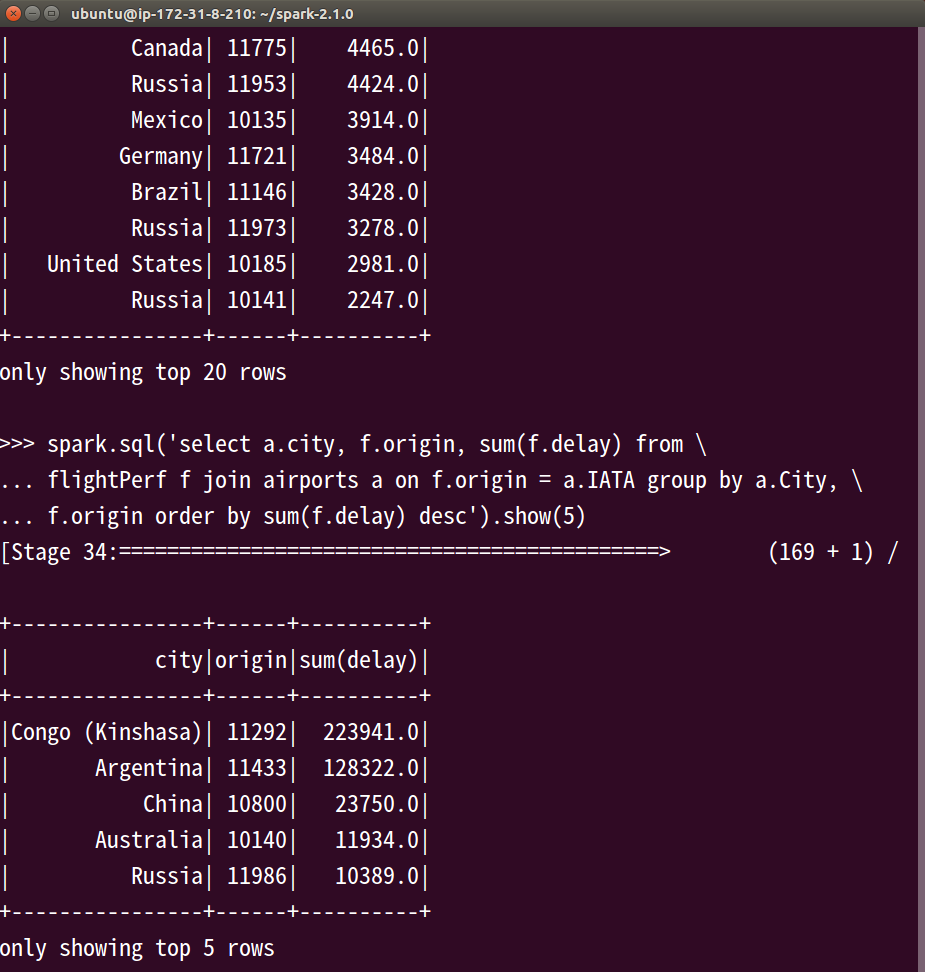 ubuntu@ip-172-31-8-210: ~/spark-2.1.0
|          Canada| 11775|    4465.0|
|          Russia| 11953|    4424.0|
|          Mexico| 10135|    3914.0|
|         Germany| 11721|    3484.0|
|          Brazil| 11146|    3428.0|
|          Russia| 11973|    3278.0|
|   United States| 10185|    2981.0|
|          Russia| 10141|    2247.0|
+----------------+------+----------+
only showing top 20 rows
>>> spark.sql('select a.city, f.origin, sum(f.delay) from \
... flightPerf f join airports a on f.origin = a.IATA group by a.City, \
... f.origin order by sum(f.delay) desc').show(5)
[Stage 34:=============================================>        (169 + 1) /
+----------------+------+----------+
|            city|origin|sum(delay)|
+----------------+------+----------+
|Congo (Kinshasa)| 11292|  223941.0|
|       Argentina| 11433|  128322.0|
|           China| 10800|   23750.0|
|       Australia| 10140|   11934.0|
|          Russia| 11986|   10389.0|
+----------------+------+----------+
only showing top 5 rows